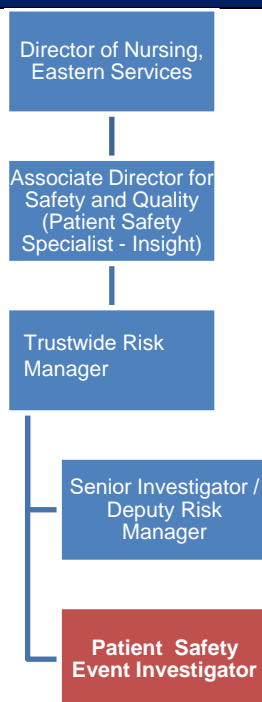 Director of Nursing,
Eastern Services
Associate Director for
Safety and Quality
(Patient Safety
Specialist - Insight)
Trustwide Risk
Manager
Senior Investigator /
Deputy Risk
Manager
Patient Safety
Event Investigator